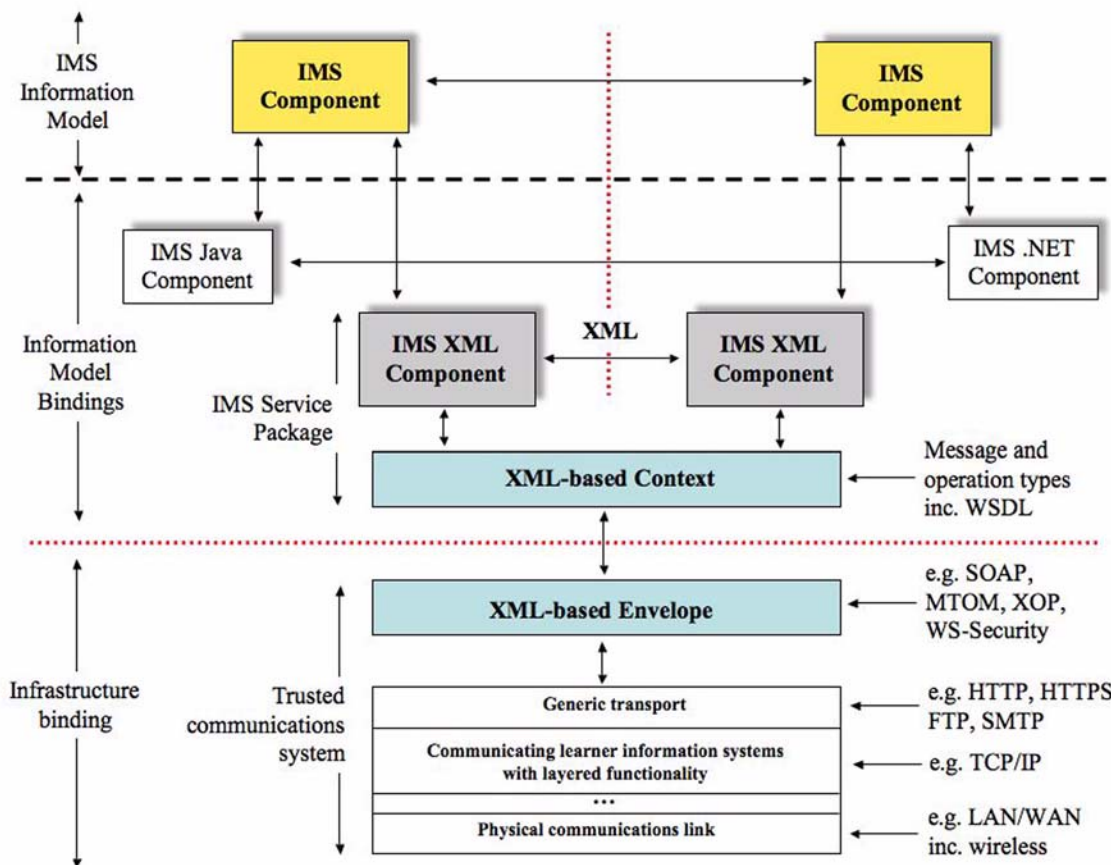 IMS
Information
Model
IMS
Component
IMS
Component
IMS Java
Component
IMS .NET
Component
Information
Model
Bindings
IMS Service
Package
IMS XML
Component
XML
IMS XML
Component
XML-based Context
Message and
operation types
inc. WSDL
Infrastructure
binding
Trusted
communications
system
XML-based Envelope
e.g. SOAP,
MTOM, XOP,
WS-Security
Generic transport
e.g. HTTP, HTTPS
FTP, SMTP
Communicating learner information systems
with layered functionality
e.g. TCP/IP
...
Physical communications link
e.g. LAN/WAN
inc. wireless